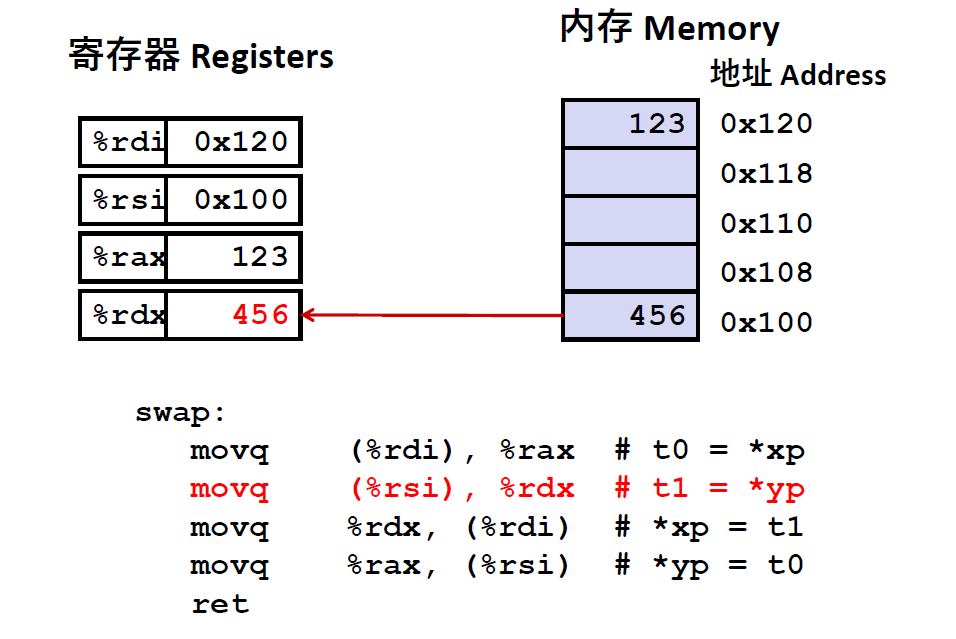 寄存器 Registers
内存 Memory
地址 Address
%rdi 0x120
%rsi 0x100
%rax 123
%rdx 456
123 0x120
0x118
0x110
0x108
456 0x100
swap:
movq (%rdi), %rax # t0 = *xp
movq (%rsi), %rdx # t1 = *yp
movq %rdx, (%rdi) # *xp = t1
movq %rax, (%rsi) # *yp = t0
ret